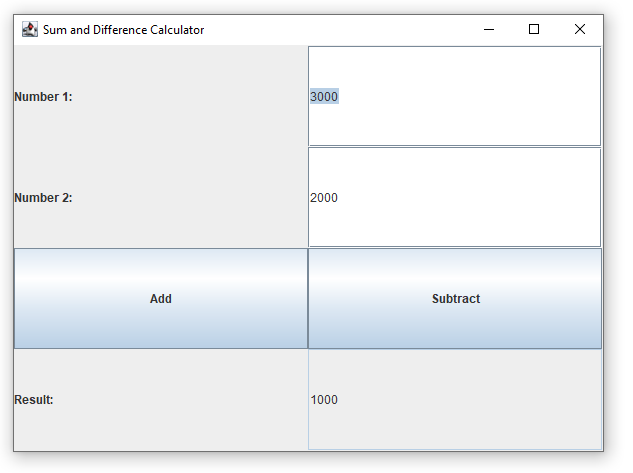 Sum and Difference Calculator
Number 1:
3000
Number 2:
2000
Add
Subtract
Result:
1000